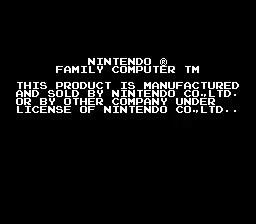 NINTENDO ®
FAMILY COMPUTER TM
THIS PRODUCT IS MANUFACTURED
AND SOLD BY NINTENDO CO.,LTD.
OR BY OTHER COMPANY UNDER
LICENSE OF NINTENDO CO.,LTD..